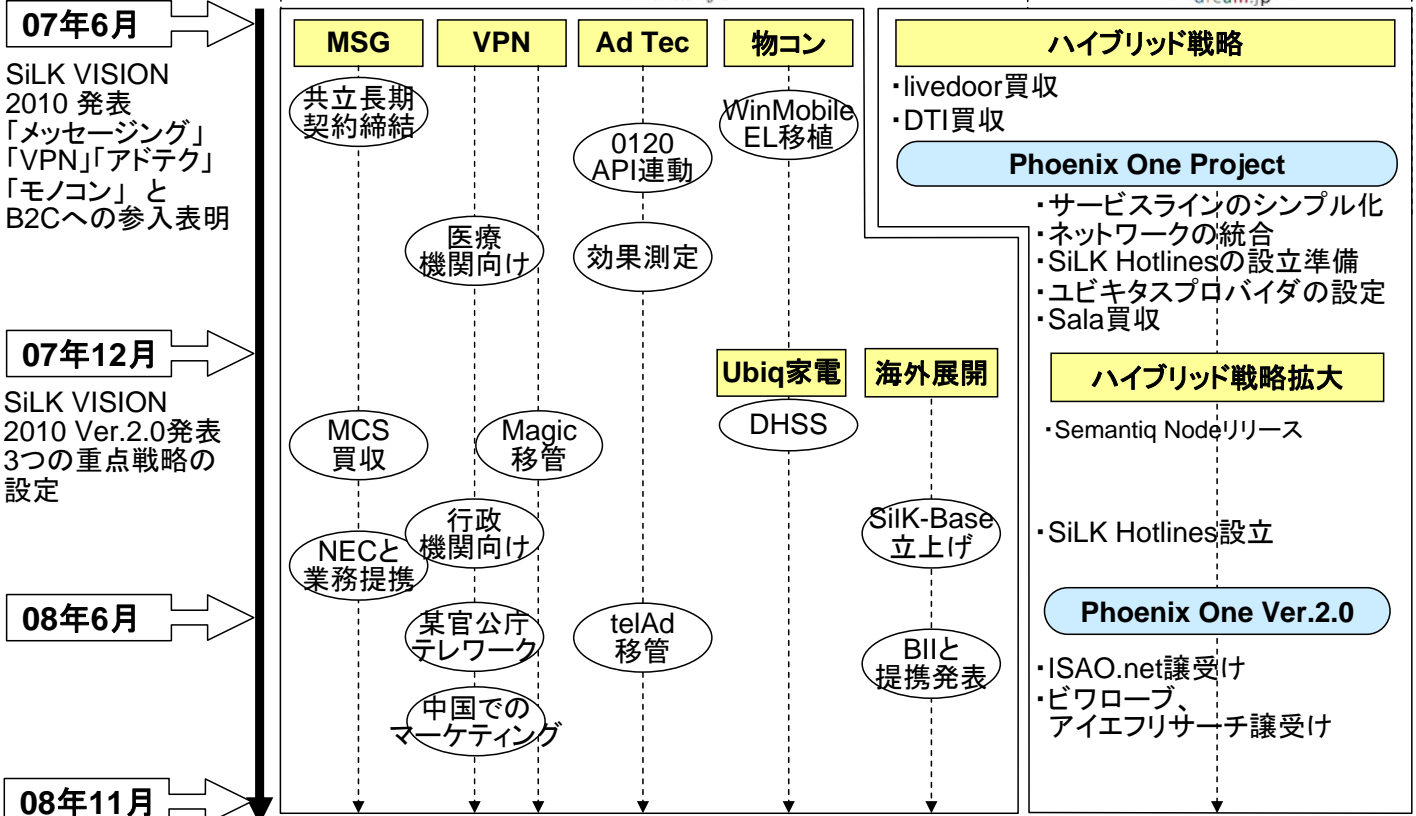 07年6月
SiLK VISION
2010 発表
「メッセージング」
「VPN」「アドテク」
「モノコン」 と
B2Cへの参入表明
07年12月
SiLK VISION
2010 Ver.2.0発表
3つの重点戦略の
設定
08年6月
08年11月
MSG
共立長期
契約締結
MCS
買収
NECと
業務提携
VPN
医療
機関向け
Magic
移管
行政
機関向け
某官公庁
テレワーク
中国での
マーケティング
Ad Tec
0120
API連動
効果測定
telAd
移管
物コン
WinMobile
EL移植
Ubiq家電
DHSS
海外展開
SilK-Base
立上げ
BIIと
提携発表
ハイブリッド戦略
・livedoor買収
・DTI買収
Phoenix One Project
・サービスラインのシンプル化
・ネットワークの統合
・SiLK Hotlinesの設立準備
・ユビキタスプロバイダの設定
・Sala買収
ハイブリッド戦略拡大
・Semantiq Nodeリリース
・SiLK Hotlines設立
Phoenix One Ver.2.0
・ISAO.net譲受け
・ビワローブ、
アイエフリサーチ譲受け